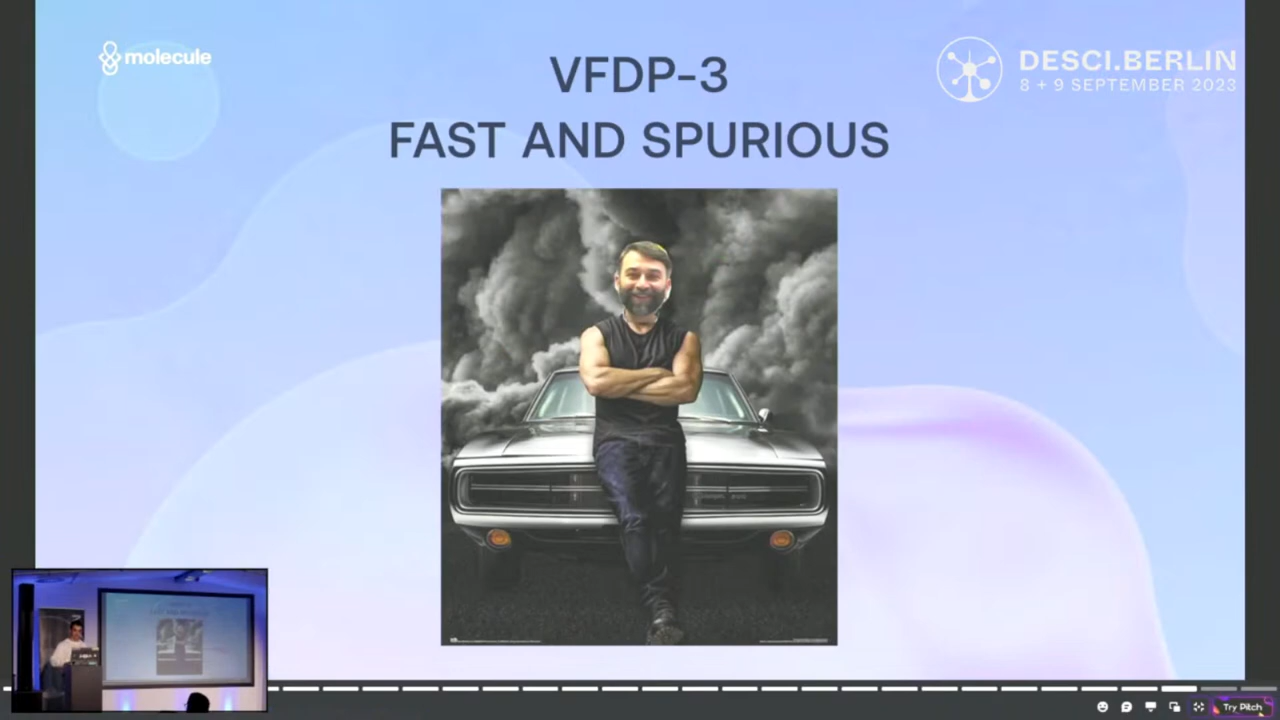 molecule
VFDP-3
FAST AND SPURIOUS
DESCI.BERLIN
8 + 9 SEPTEMBER 2023
Try Pitch